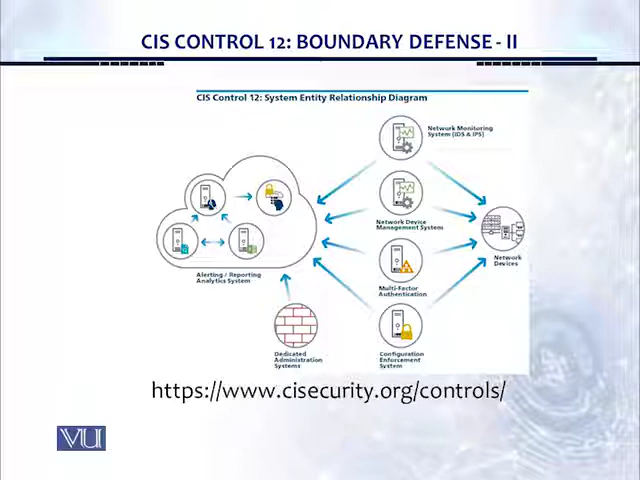 CIS CONTROL 12: BOUNDARY DEFENSE - II
CIS Control 12: System Entity Relationship Diagram
Network Monitoring
System (IDS & IPS)
Network Device
Management System
Alerting / Reporting
Analytics System
Network
Devices
Multi-Factor
Authentication
Dedicated
Administration
Systems
Configuration
Enforcement
System
https://www.cisecurity.org/controls/
VU